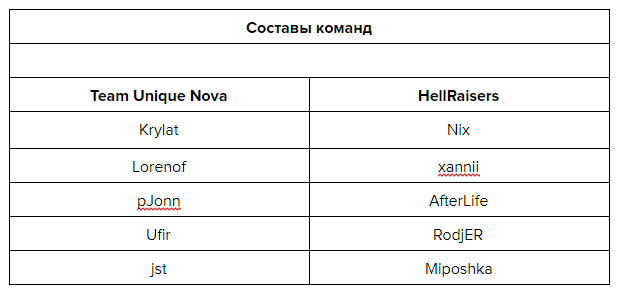 Составы команд
Team Unique Nova HellRaisers
Krylat Nix
Lorenof xannii
pJonn AfterLife
Ufir RodjER
jst Miposhka